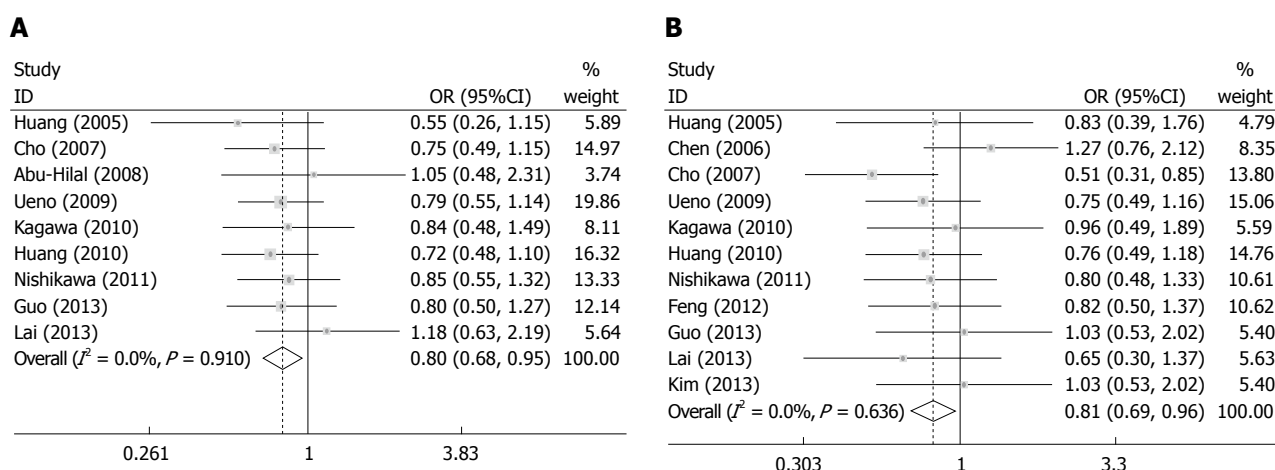 A
Study %
ID OR (95%CI) weight
Huang (2005) 0.55 (0.26, 1.15) 5.89
Cho (2007) 0.75 (0.49, 1.15) 14.97
Abu-Hilal (2008) 1.05 (0.48, 2.31) 3.74
Ueno (2009) 0.79 (0.55, 1.14) 19.86
Kagawa (2010) 0.84 (0.48, 1.49) 8.11
Huang (2010) 0.72 (0.48, 1.10) 16.32
Nishikawa (2011) 0.85 (0.55, 1.32) 13.33
Guo (2013) 0.80 (0.50, 1.27) 12.14
Lai (2013) 1.18 (0.63, 2.19) 5.64
Overall (I² = 0.0%, P = 0.910) 0.80 (0.68, 0.95) 100.00
0.261 1 3.83
B
Study %
ID OR (95%CI) weight
Huang (2005) 0.83 (0.39, 1.76) 4.79
Chen (2006) 1.27 (0.76, 2.12) 8.35
Cho (2007) 0.51 (0.31, 0.85) 13.80
Ueno (2009) 0.75 (0.49, 1.16) 15.06
Kagawa (2010) 0.96 (0.49, 1.89) 5.59
Huang (2010) 0.76 (0.49, 1.18) 14.76
Nishikawa (2011) 0.80 (0.48, 1.33) 10.61
Feng (2012) 0.82 (0.50, 1.37) 10.62
Guo (2013) 1.03 (0.53, 2.02) 5.40
Lai (2013) 0.65 (0.30, 1.37) 5.63
Kim (2013) 1.03 (0.53, 2.02) 5.40
Overall (I² = 0.0%, P = 0.636) 0.81 (0.69, 0.96) 100.00
0.303 1 3.3